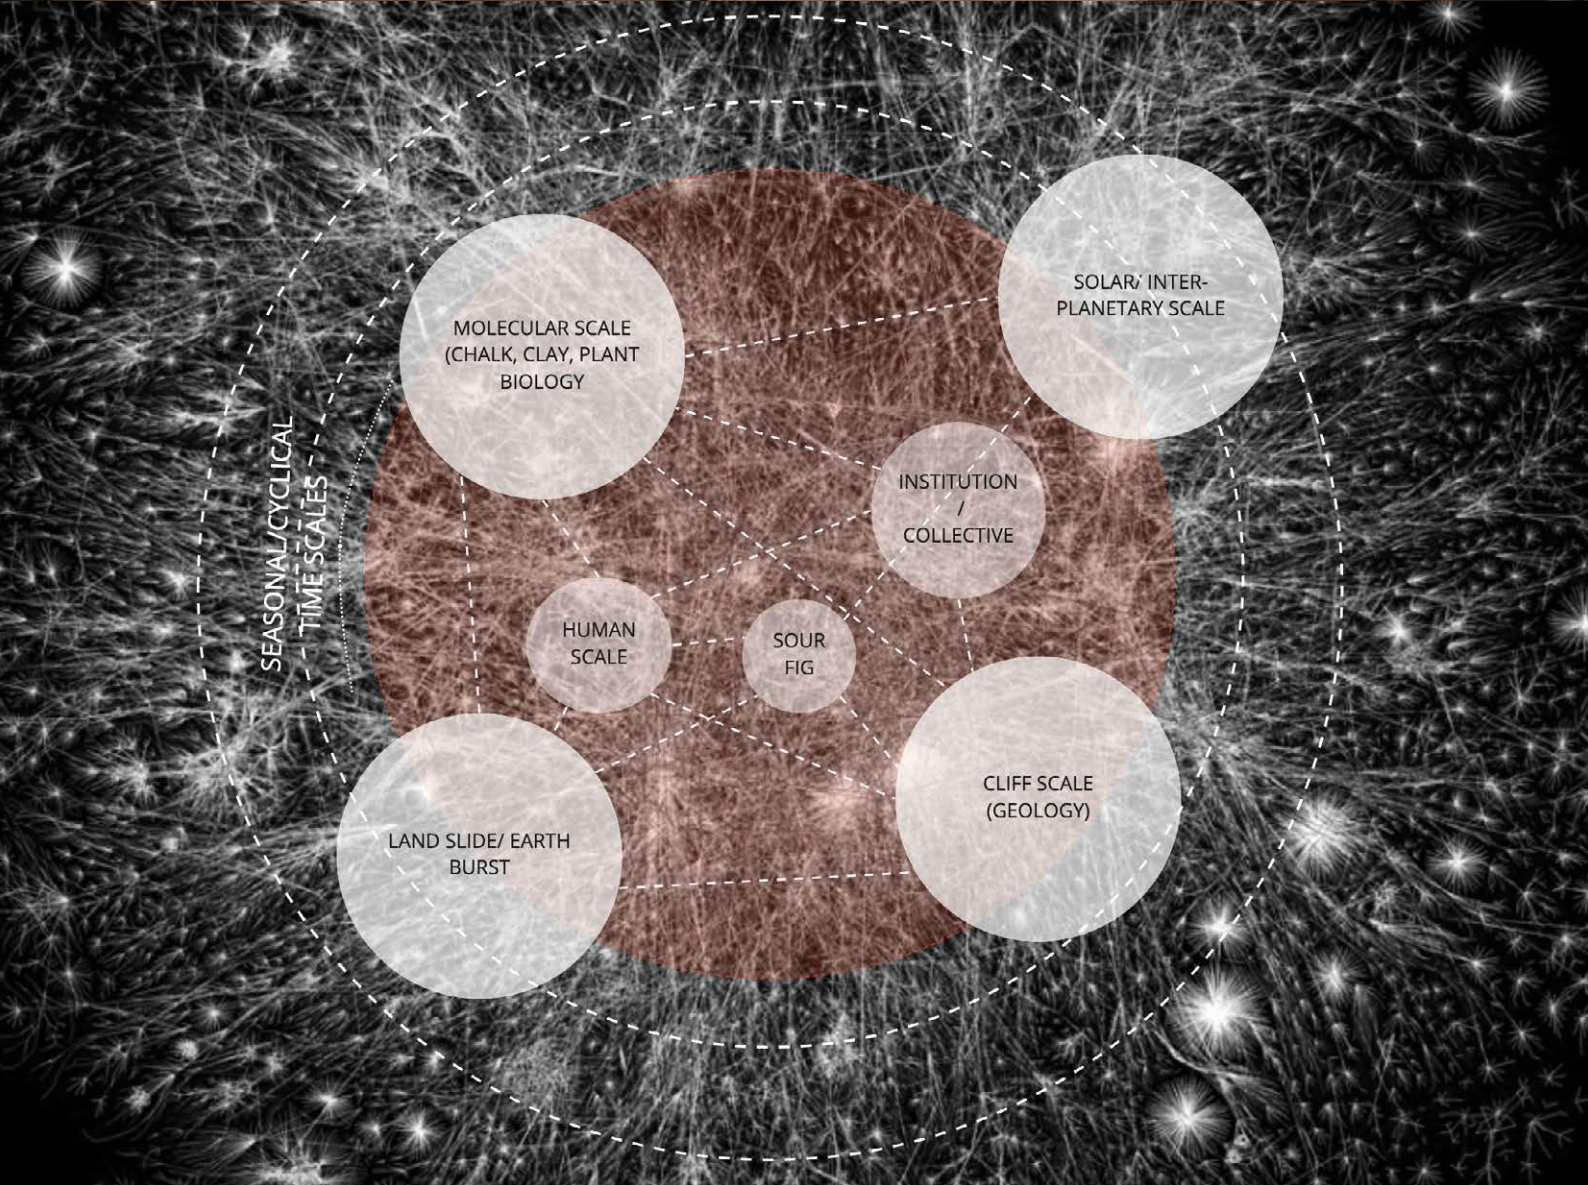 SOLAR/ INTER-
PLANETARY SCALE
MOLECULAR SCALE
(CHALK, CLAY, PLANT
BIOLOGY
SEASONAL/CYCLICAL
TIME SCALES
INSTITUTION
/
COLLECTIVE
HUMAN
SCALE
SOUR
FIG
CLIFF SCALE
(GEOLOGY)
LAND SLIDE/ EARTH
BURST